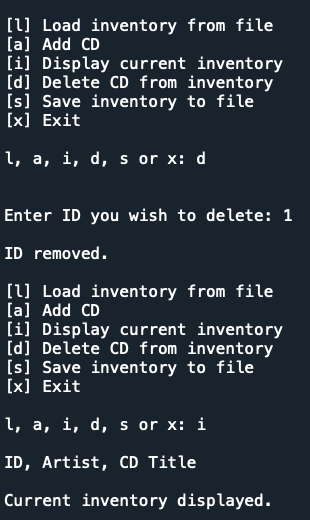 [l] Load inventory from file
[a] Add CD
[i] Display current inventory
[d] Delete CD from inventory
[s] Save inventory to file
[x] Exit
l, a, i, d, s or x: d
Enter ID you wish to delete: 1
ID removed.
[l] Load inventory from file
[a] Add CD
[i] Display current inventory
[d] Delete CD from inventory
[s] Save inventory to file
[x] Exit
l, a, i, d, s or x: i
ID, Artist, CD Title
Current inventory displayed.